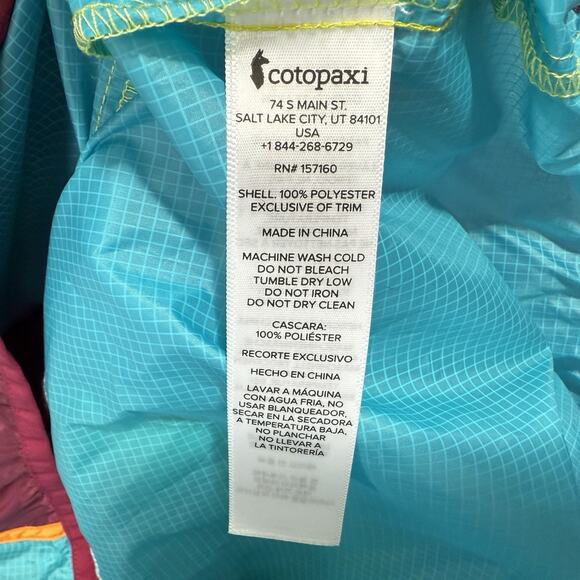 cotopaxi
74 S MAIN ST.
SALT LAKE CITY, UT 84101
USA
+1 844-268-6729
RN# 157160
SHELL. 100% POLYESTER
EXCLUSIVE OF TRIM
MADE IN CHINA
MACHINE WASH COLD
DO NOT BLEACH
TUMBLE DRY LOW
DO NOT IRON
DO NOT DRY CLEAN
CASCARA:
100% POLIÉSTER
RECORTE EXCLUSIVO
HECHO EN CHINA
LAVAR A MÁQUINA
CON AGUA FRIA, NO
USAR BLANQUEADOR,
SECAR EN LA SECADORA
A TEMPERATURA BAJA,
NO PLANCHAR
NO LLEVAR A
LA TINTORERÍA